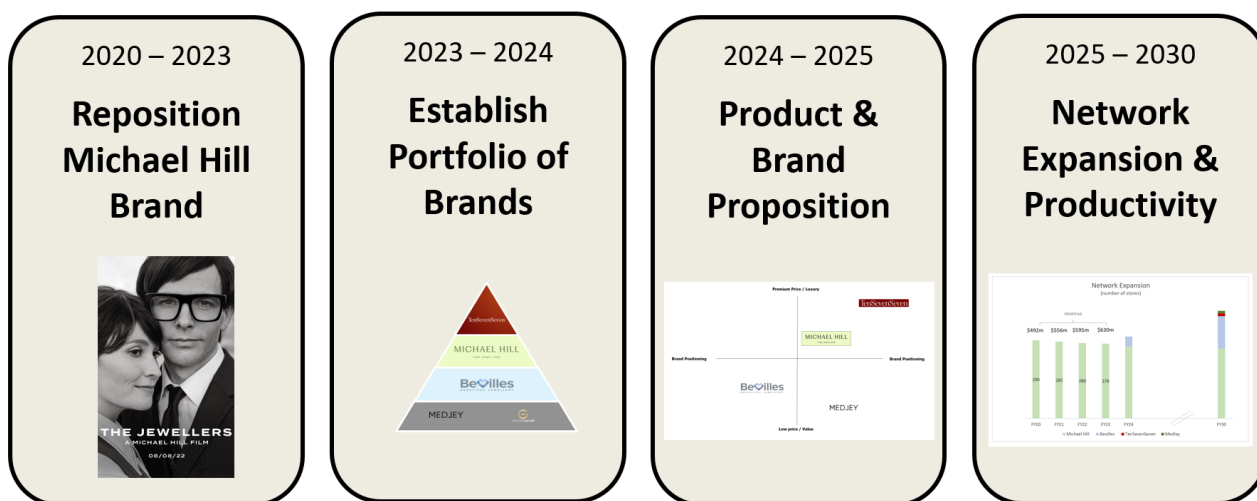 2020 – 2023
Reposition
Michael Hill
Brand
THE JEWELLERS
A MICHAEL HILL FILM
08/08/22
2023 – 2024
Establish
Portfolio of
Brands
TenSevenSeven
MICHAEL HILL
Bevilles
MEDJEY
2024 – 2025
Product &
Brand
Proposition
Premium Price / Luxury
TenSevenSeven
MICHAEL HILL
Brand Positioning
Brand Positioning
Bevilles
MEDJEY
Low price / Value
2025 – 2030
Network
Expansion &
Productivity
Network Expansion
(number of stores)
revenue
$492m $556m $595m $630m
FY20 FY21 FY22 FY23 FY24 FY30
Michael Hill Bevilles TenSevenSeven Medley